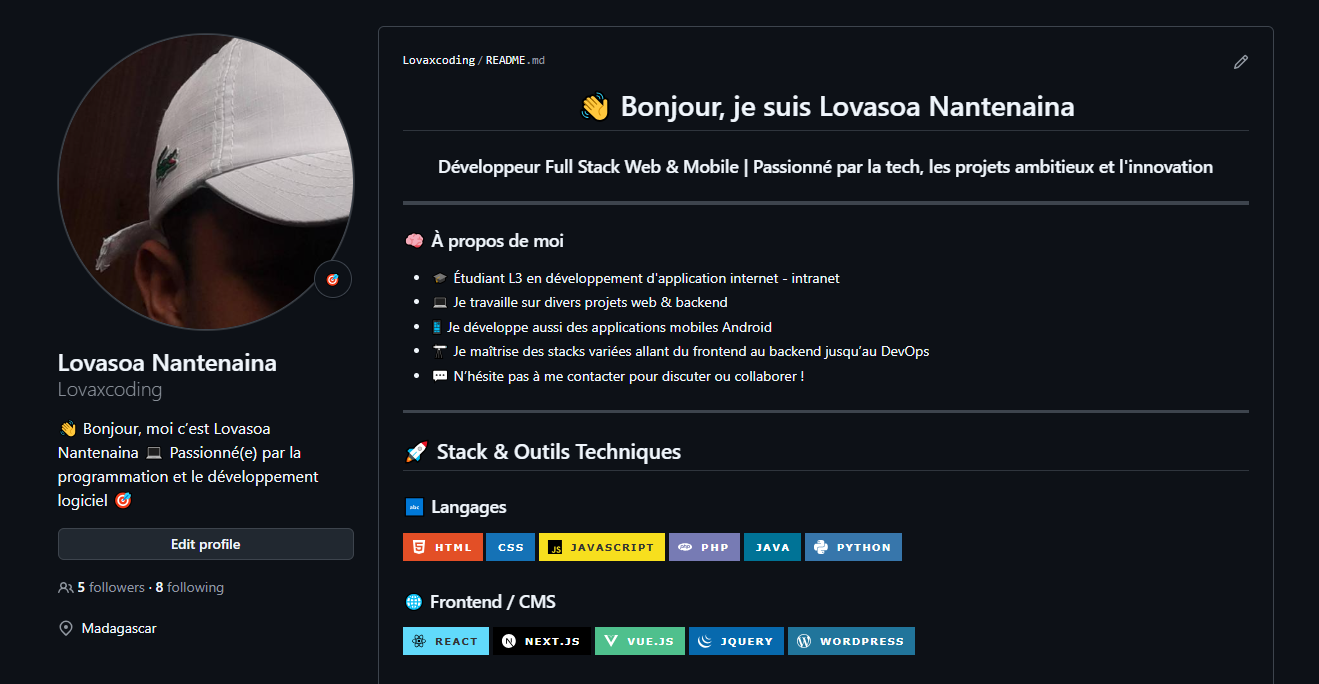 Lovaxcoding/README.md
👋 Bonjour, je suis Lovasoa Nantenaina
Développeur Full Stack Web & Mobile | Passionné par la tech, les projets ambitieux et l'innovation
🧠 À propos de moi
🎓 Étudiant L3 en développement d'application internet - intranet
💻 Je travaille sur divers projets web & backend
📱 Je développe aussi des applications mobiles Android
🔭 Je maîtrise des stacks variées allant du frontend au backend jusqu’au DevOps
💬 N’hésite pas à me contacter pour discuter ou collaborer !
🚀 Stack & Outils Techniques
🔤 Langages
HTML CSS JS JAVASCRIPT php PHP JAVA PYTHON
🌐 Frontend / CMS
REACT N NEXT.JS VUE.JS JQUERY WORDPRESS
Lovasoa Nantenaina
Lovaxcoding
👋 Bonjour, moi c’est Lovasoa
Nantenaina 💻 Passionné(e) par la
programmation et le développement
logiciel 🎯
Edit profile
5 followers · 8 following
Madagascar